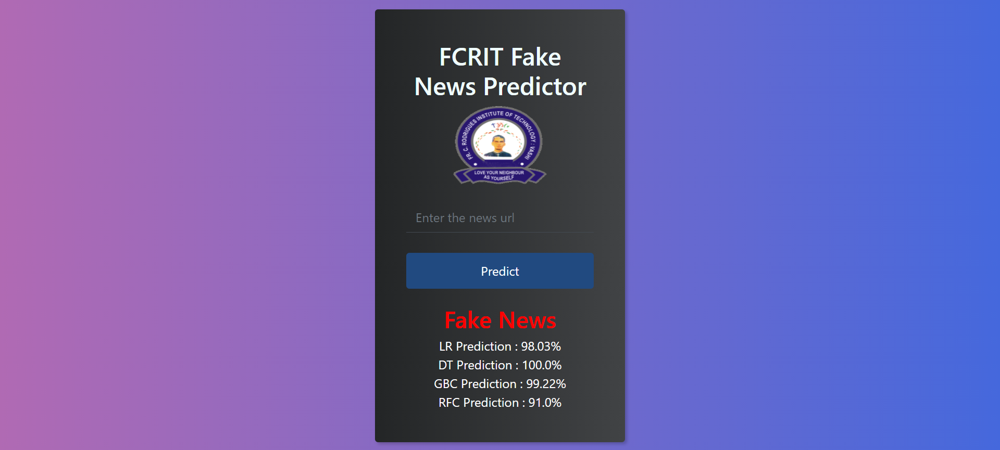 FCRIT Fake
News Predictor
FR. C. RODRIGUES INSTITUTE OF TECHNOLOGY : VASHI
LOVE YOUR NEIGHBOUR
AS YOURSELF
Enter the news url
Predict
Fake News
LR Prediction : 98.03%
DT Prediction : 100.0%
GBC Prediction : 99.22%
RFC Prediction : 91.0%